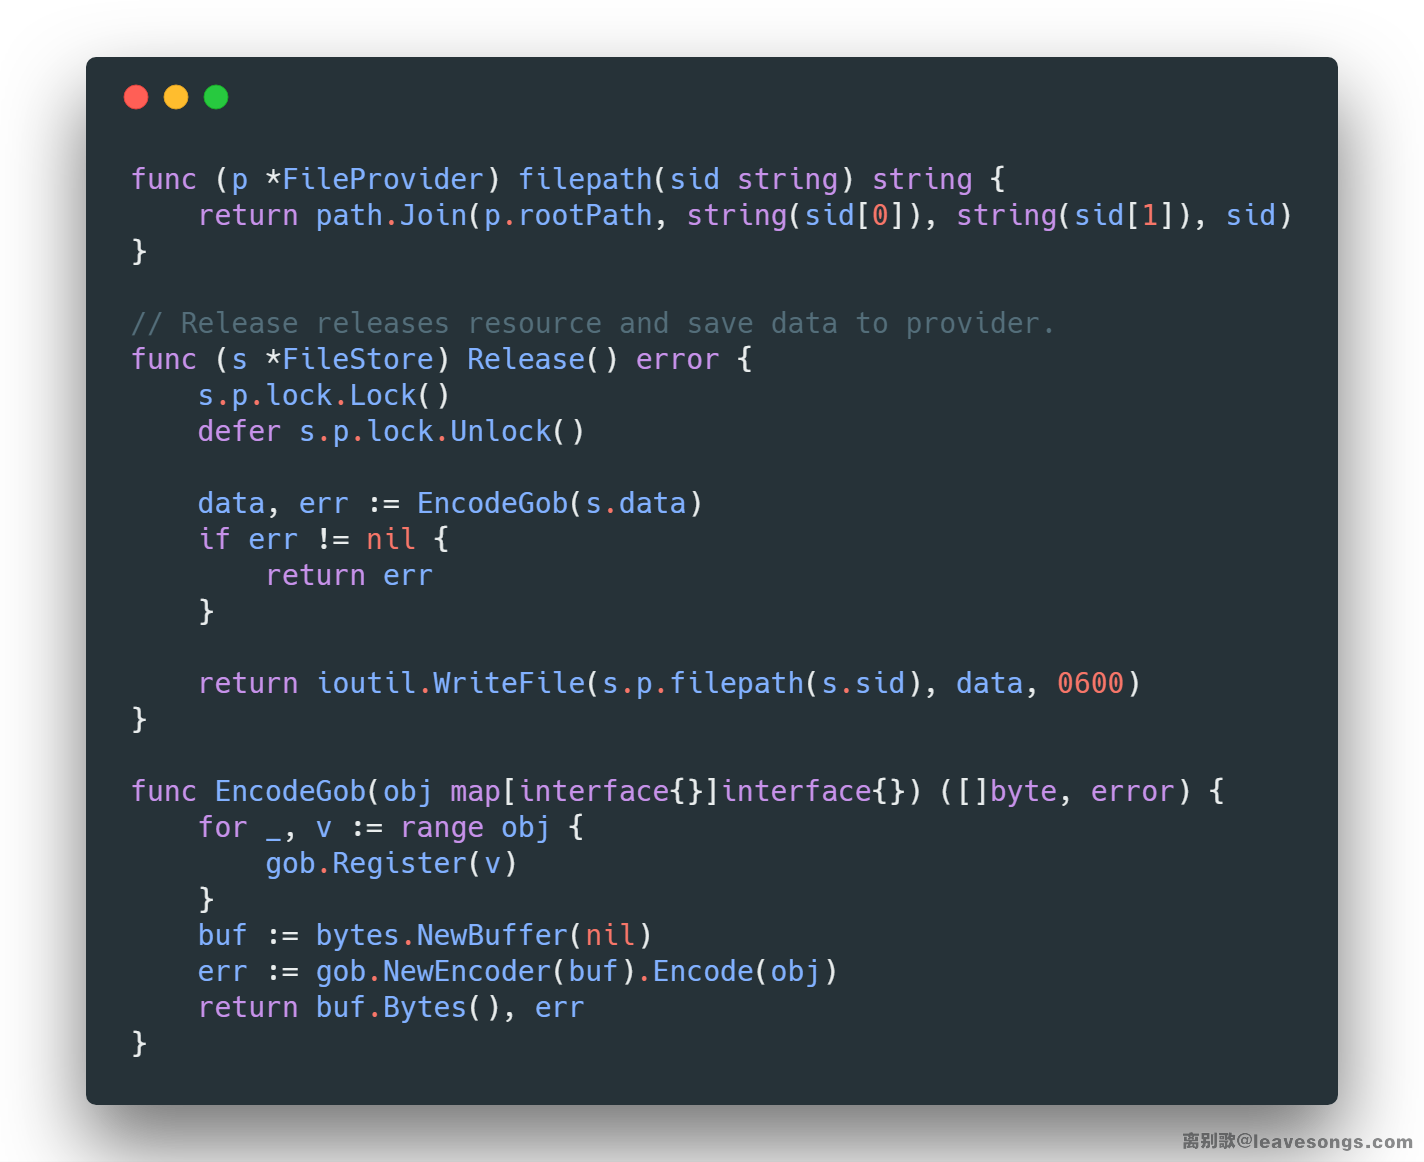 func (p *FileProvider) filepath(sid string) string {
    return path.Join(p.rootPath, string(sid[0]), string(sid[1]), sid)
}

// Release releases resource and save data to provider.
func (s *FileStore) Release() error {
    s.p.lock.Lock()
    defer s.p.lock.Unlock()

    data, err := EncodeGob(s.data)
    if err != nil {
        return err
    }

    return ioutil.WriteFile(s.p.filepath(s.sid), data, 0600)
}

func EncodeGob(obj map[interface{}]interface{}) ([]byte, error) {
    for _, v := range obj {
        gob.Register(v)
    }
    buf := bytes.NewBuffer(nil)
    err := gob.NewEncoder(buf).Encode(obj)
    return buf.Bytes(), err
}
离别歌@leavesongs.com